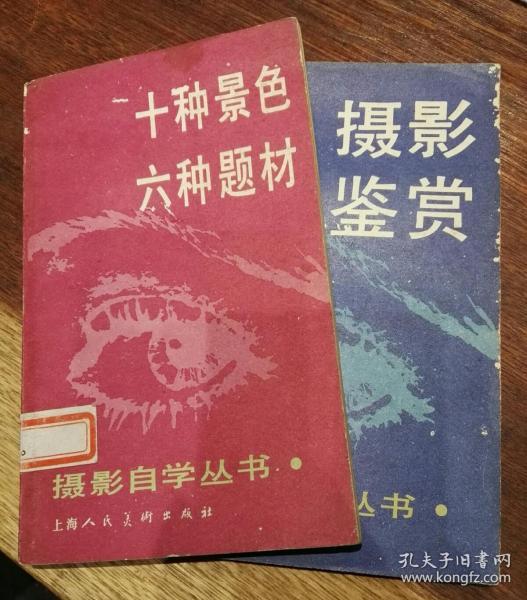 十种景色
六种题材
摄影自学丛书
上海人民美術出版社
摄影
鉴赏
丛书
孔夫子旧书网
www.kongfz.com